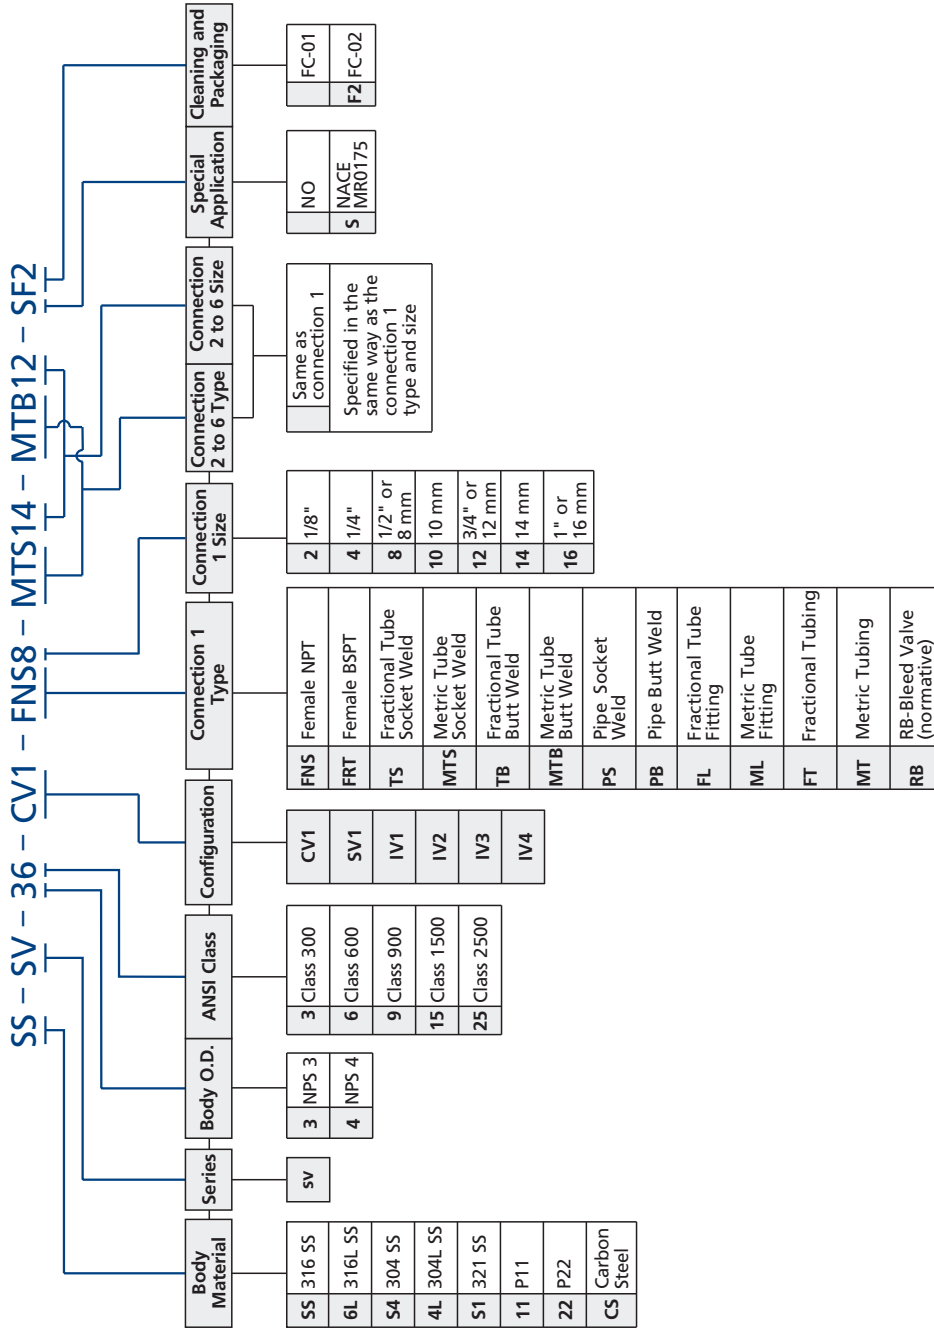 SS – SV – 36 – CV1 – FNS8 – MTS14 – MTB12 – SF2
Body
Material
SS 316 SS
6L 316L SS
S4 304 SS
4L 304L SS
S1 321 SS
11 P11
22 P22
CS Carbon
Steel
Series
SV
Body O.D.
3 NPS 3
4 NPS 4
ANSI Class
3 Class 300
6 Class 600
9 Class 900
15 Class 1500
25 Class 2500
Configuration
CV1
SV1
IV1
IV2
IV3
IV4
Connection 1
Type
FNS Female NPT
FRT Female BSPT
TS Fractional Tube
Socket Weld
MTS Metric Tube
Socket Weld
TB Fractional Tube
Butt Weld
MTB Metric Tube
Butt Weld
PS Pipe Socket
Weld
PB Pipe Butt Weld
FL Fractional Tube
Fitting
ML Metric Tube
Fitting
FT Fractional Tubing
MT Metric Tubing
RB RB-Bleed Valve
(normative)
Connection
1 Size
2 1/8"
4 1/4"
8 1/2" or
8 mm
10 10 mm
12 3/4" or
12 mm
14 14 mm
16 1" or
16 mm
Connection
2 to 6 Type
Connection
2 to 6 Size
Same as
connection 1
Specified in the
same way as the
connection 1
type and size
Special
Application
NO
S NACE
MR0175
Cleaning and
Packaging
FC-01
F2 FC-02